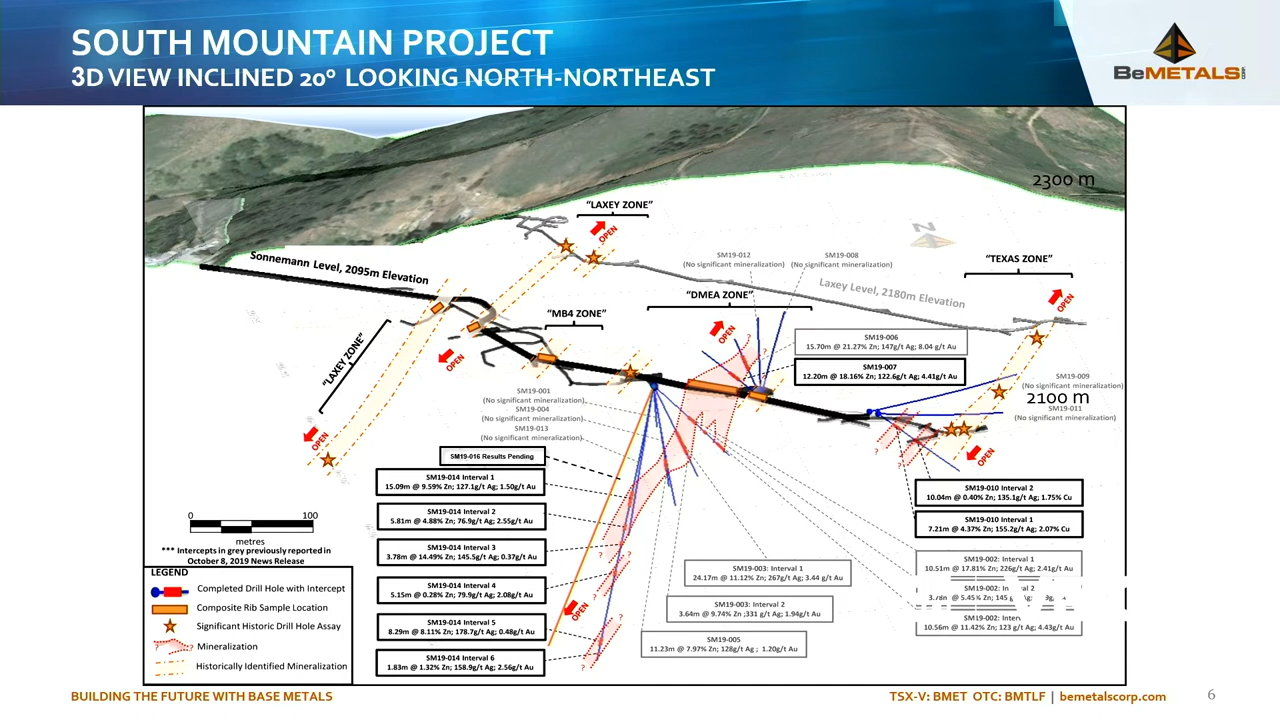 SOUTH MOUNTAIN PROJECT
3D VIEW INCLINED 20° LOOKING NORTH-NORTHEAST
BeMETALS CORP.
2300 m
"LAXEY ZONE"
OPEN
N
Sonnemann Level, 2095m Elevation
SM19-012
(No significant mineralization)
SM19-008
(No significant mineralization)
"TEXAS ZONE"
Laxey Level, 2180m Elevation
"DMEA ZONE"
OPEN
"MB4 ZONE"
OPEN
"LAXEY ZONE"
OPEN
SM19-006
15.70m @ 21.27% Zn; 147g/t Ag; 8.04 g/t Au
SM19-007
12.20m @ 18.16% Zn; 122.6g/t Ag; 4.41g/t Au
SM19-009
(No significant mineralization)
2100 m
SM19-011
(No significant mineralization)
SM19-001
(No significant mineralization)
SM19-004
(No significant mineralization)
SM19-013
(No significant mineralization)
OPEN
OPEN
SM19-016 Results Pending
SM19-014 Interval 1
15.09m @ 9.59% Zn; 127.1g/t Ag; 1.50g/t Au
SM19-014 Interval 2
5.81m @ 4.88% Zn; 76.9g/t Ag; 2.55g/t Au
SM19-014 Interval 3
3.78m @ 14.49% Zn; 145.5g/t Ag; 0.37g/t Au
SM19-014 Interval 4
5.15m @ 0.28% Zn; 79.9g/t Ag; 2.08g/t Au
SM19-014 Interval 5
8.29m @ 8.11% Zn; 178.7g/t Ag; 0.48g/t Au
SM19-014 Interval 6
1.83m @ 1.32% Zn; 158.9g/t Ag; 2.56g/t Au
OPEN
SM19-010 Interval 2
10.04m @ 0.40% Zn; 135.1g/t Ag; 1.75% Cu
SM19-010 Interval 1
7.21m @ 4.37% Zn; 155.2g/t Ag; 2.07% Cu
SM19-003: Interval 1
24.17m @ 11.12% Zn; 267g/t Ag; 3.44 g/t Au
SM19-003: Interval 2
3.64m @ 9.74% Zn ;331 g/t Ag; 1.94g/t Au
SM19-005
11.23m @ 7.97% Zn; 128g/t Ag ; 1.20g/t Au
SM19-002: Interval 1
10.51m @ 17.81% Zn; 226g/t Ag; 2.41g/t Au
SM19-002: 2
@ 5.45% Zn;
SM19-002:
10.56m @ 11.42% Zn; 123 g/t Ag; 4.43g/t Au
0 100
metres
*** Intercepts in grey previously reported in
October 8, 2019 News Release
LEGEND
Completed Drill Hole with Intercept
Composite Rib Sample Location
Significant Historic Drill Hole Assay
Mineralization
Historically Identified Mineralization
BUILDING THE FUTURE WITH BASE METALS
TSX-V: BMET OTC: BMTLF | bemetalscorp.com
6